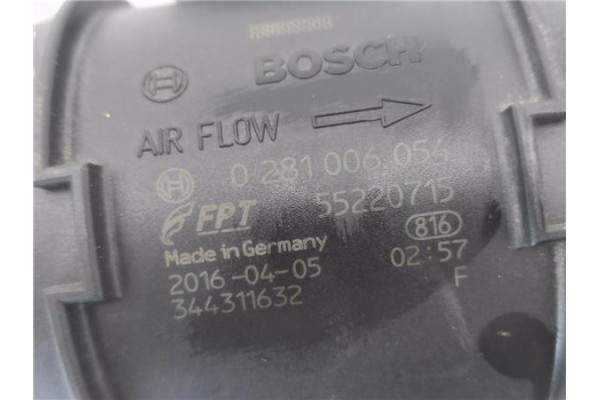 BOSCH
AIR FLOW
0 281 006 054
FPT 55220715
Made in Germany 816
2016-04-05 02:57
344311632 F